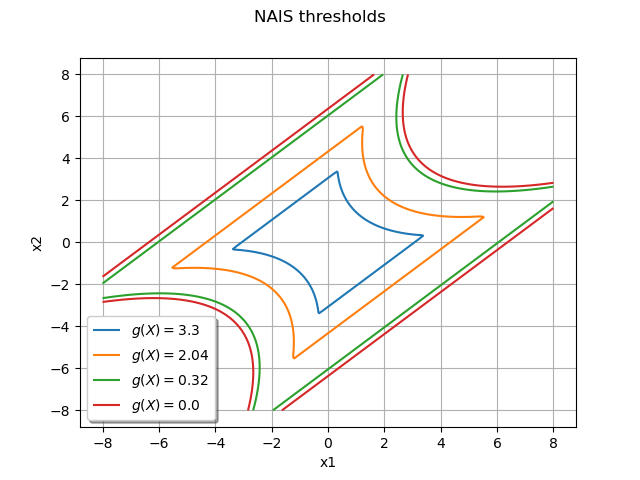 NAIS thresholds
x2
8
6
4
2
0
−2
−4
−6
−8
g(X) = 3.3
g(X) = 2.04
g(X) = 0.32
g(X) = 0.0
−8 −6 −4 −2 0 2 4 6 8
x1